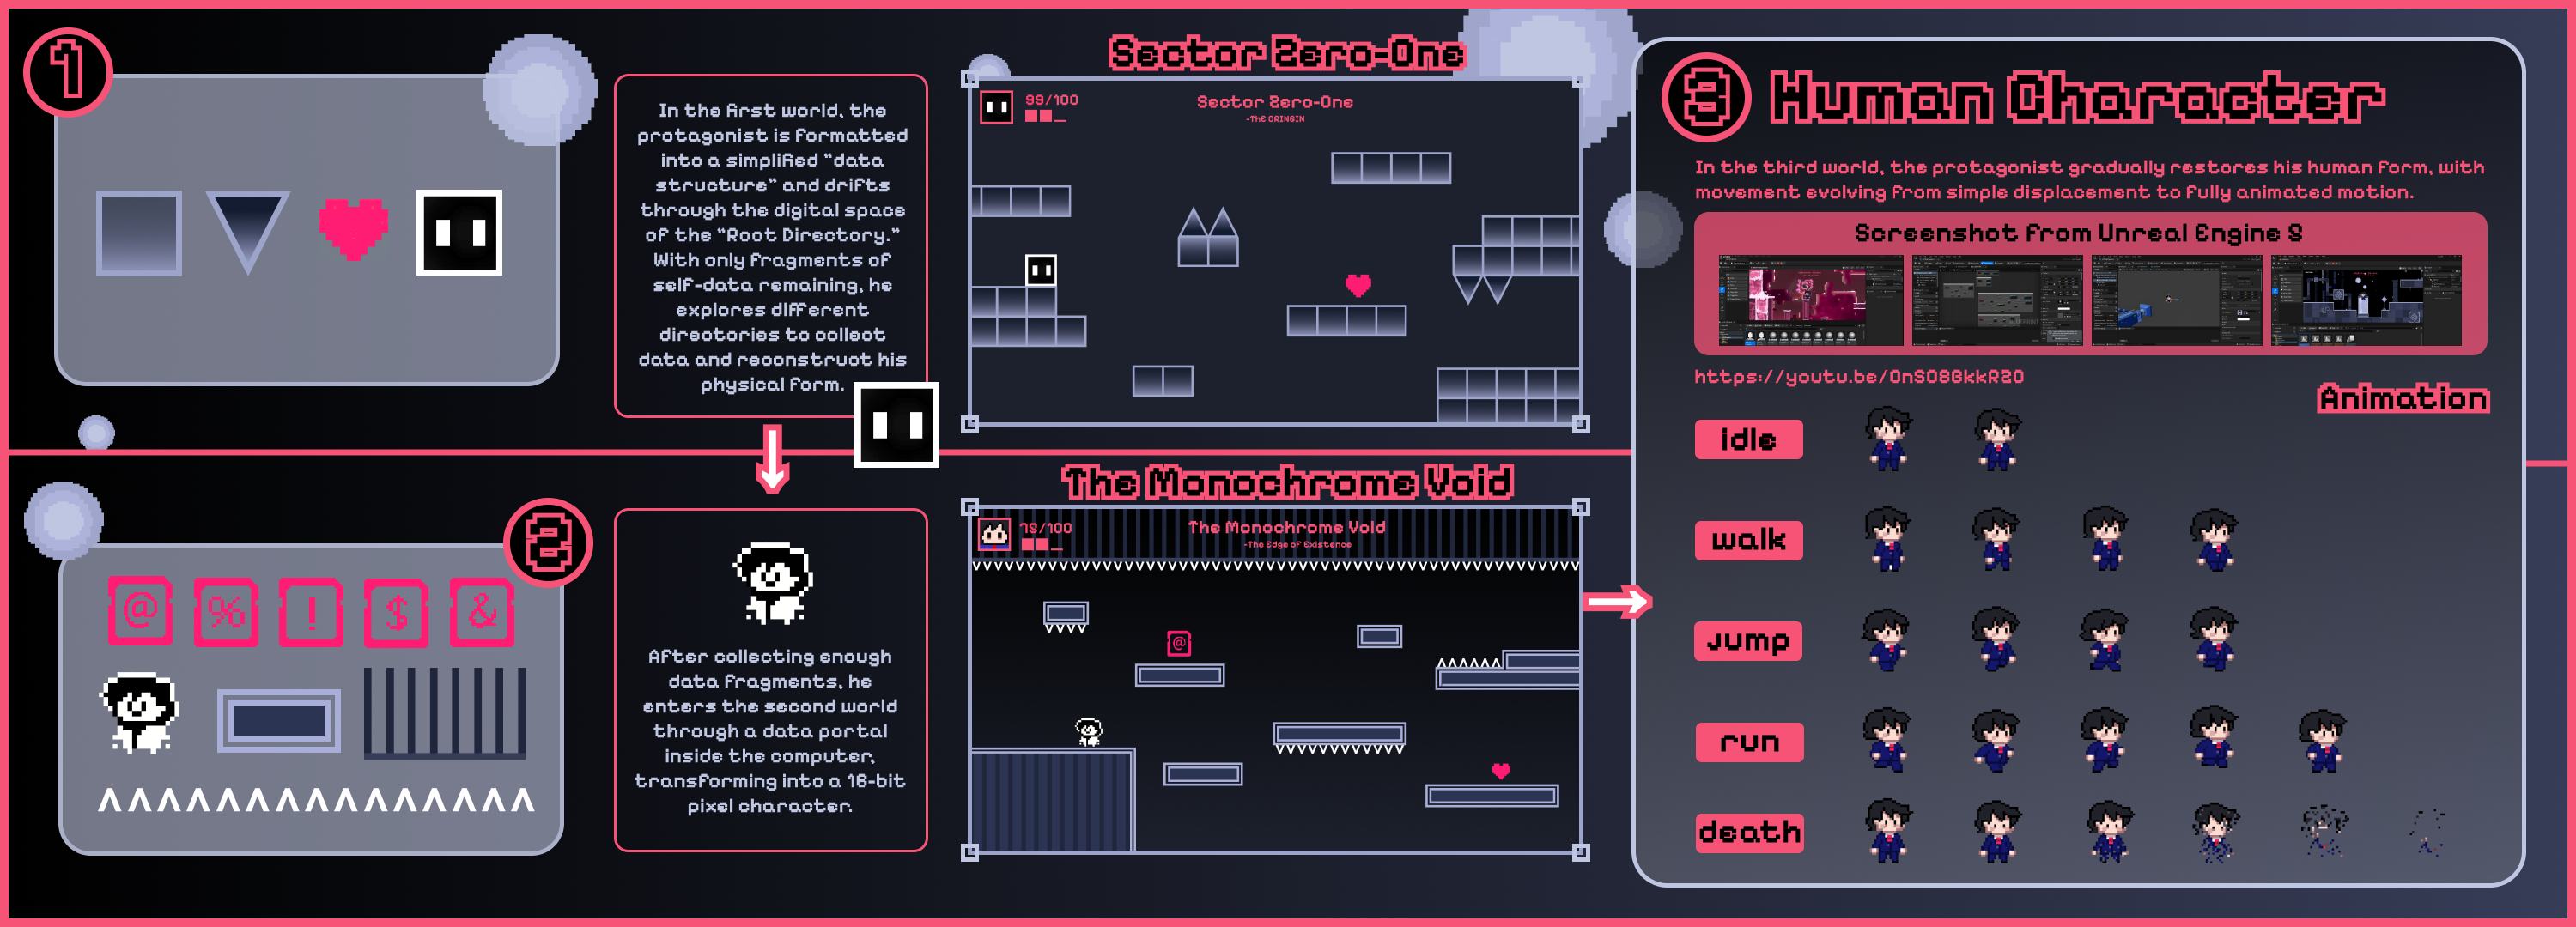 1
In the first world, the
protagonist is formatted
into a simplified "data
structure" and drifts
through the digital space
of the "Root Directory."
With only fragments of
self-data remaining, he
explores different
directories to collect
data and reconstruct his
physical form.
Sector Zero-One
99/100
Sector Zero-One
-ThE ORINGIN
2
@ % ! $ &
After collecting enough
data fragments, he
enters the second world
through a data portal
inside the computer,
transforming into a 16-bit
pixel character.
The Monochrome Void
/100
The Monochrome Void
-The Edge of Existence
@
3 Human Character
In the third world, the protagonist gradually restores his human form, with
movement evolving from simple displacement to fully animated motion.
Screenshot from Unreal Engine 5
Animation
idle
walk
jump
run
death